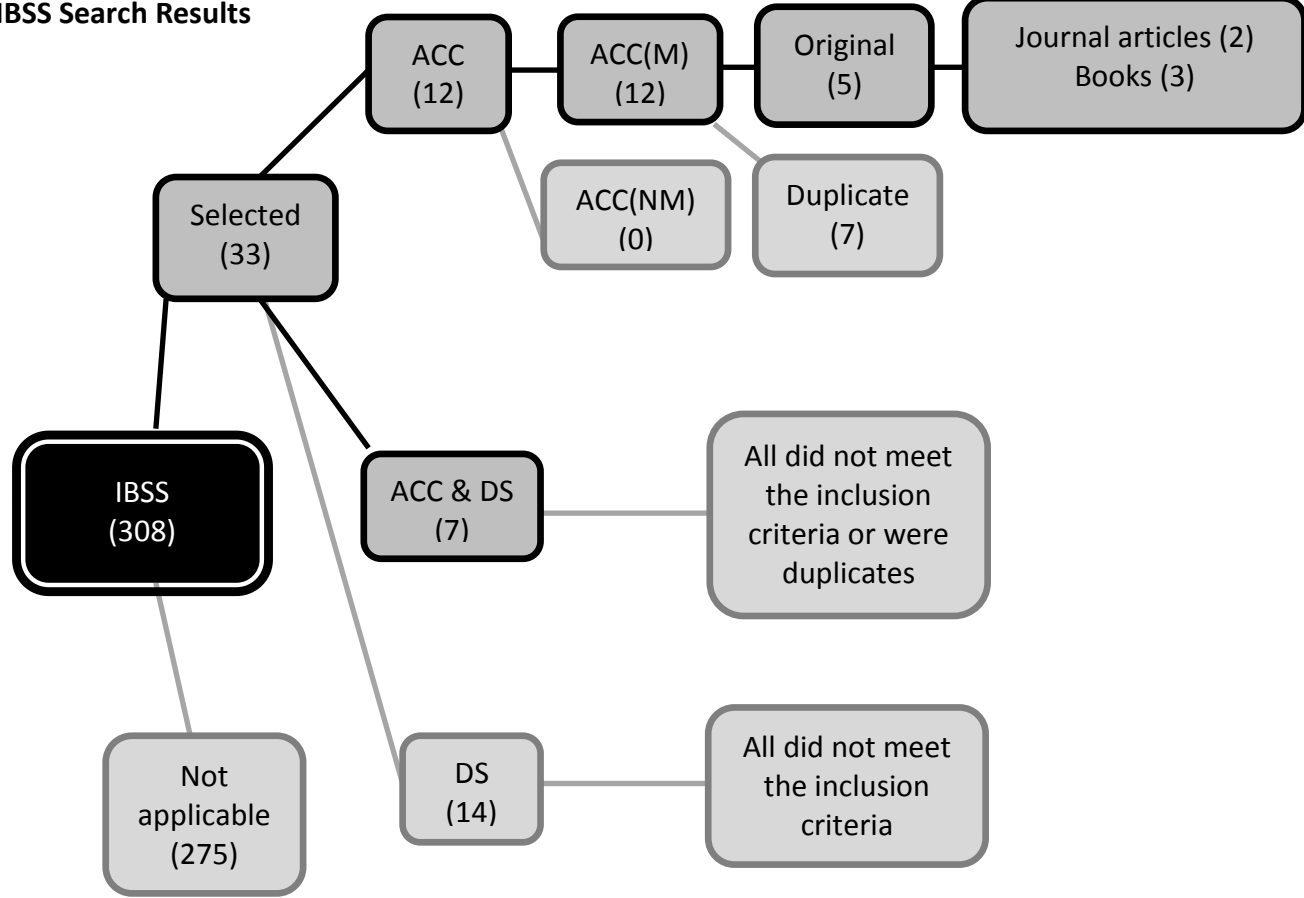 IBSS Search Results
ACC
(12)
ACC(M)
(12)
Original
(5)
Journal articles (2)
Books (3)
ACC(NM)
(0)
Duplicate
(7)
Selected
(33)
IBSS
(308)
ACC & DS
(7)
All did not meet
the inclusion
criteria or were
duplicates
Not
applicable
(275)
DS
(14)
All did not meet
the inclusion
criteria